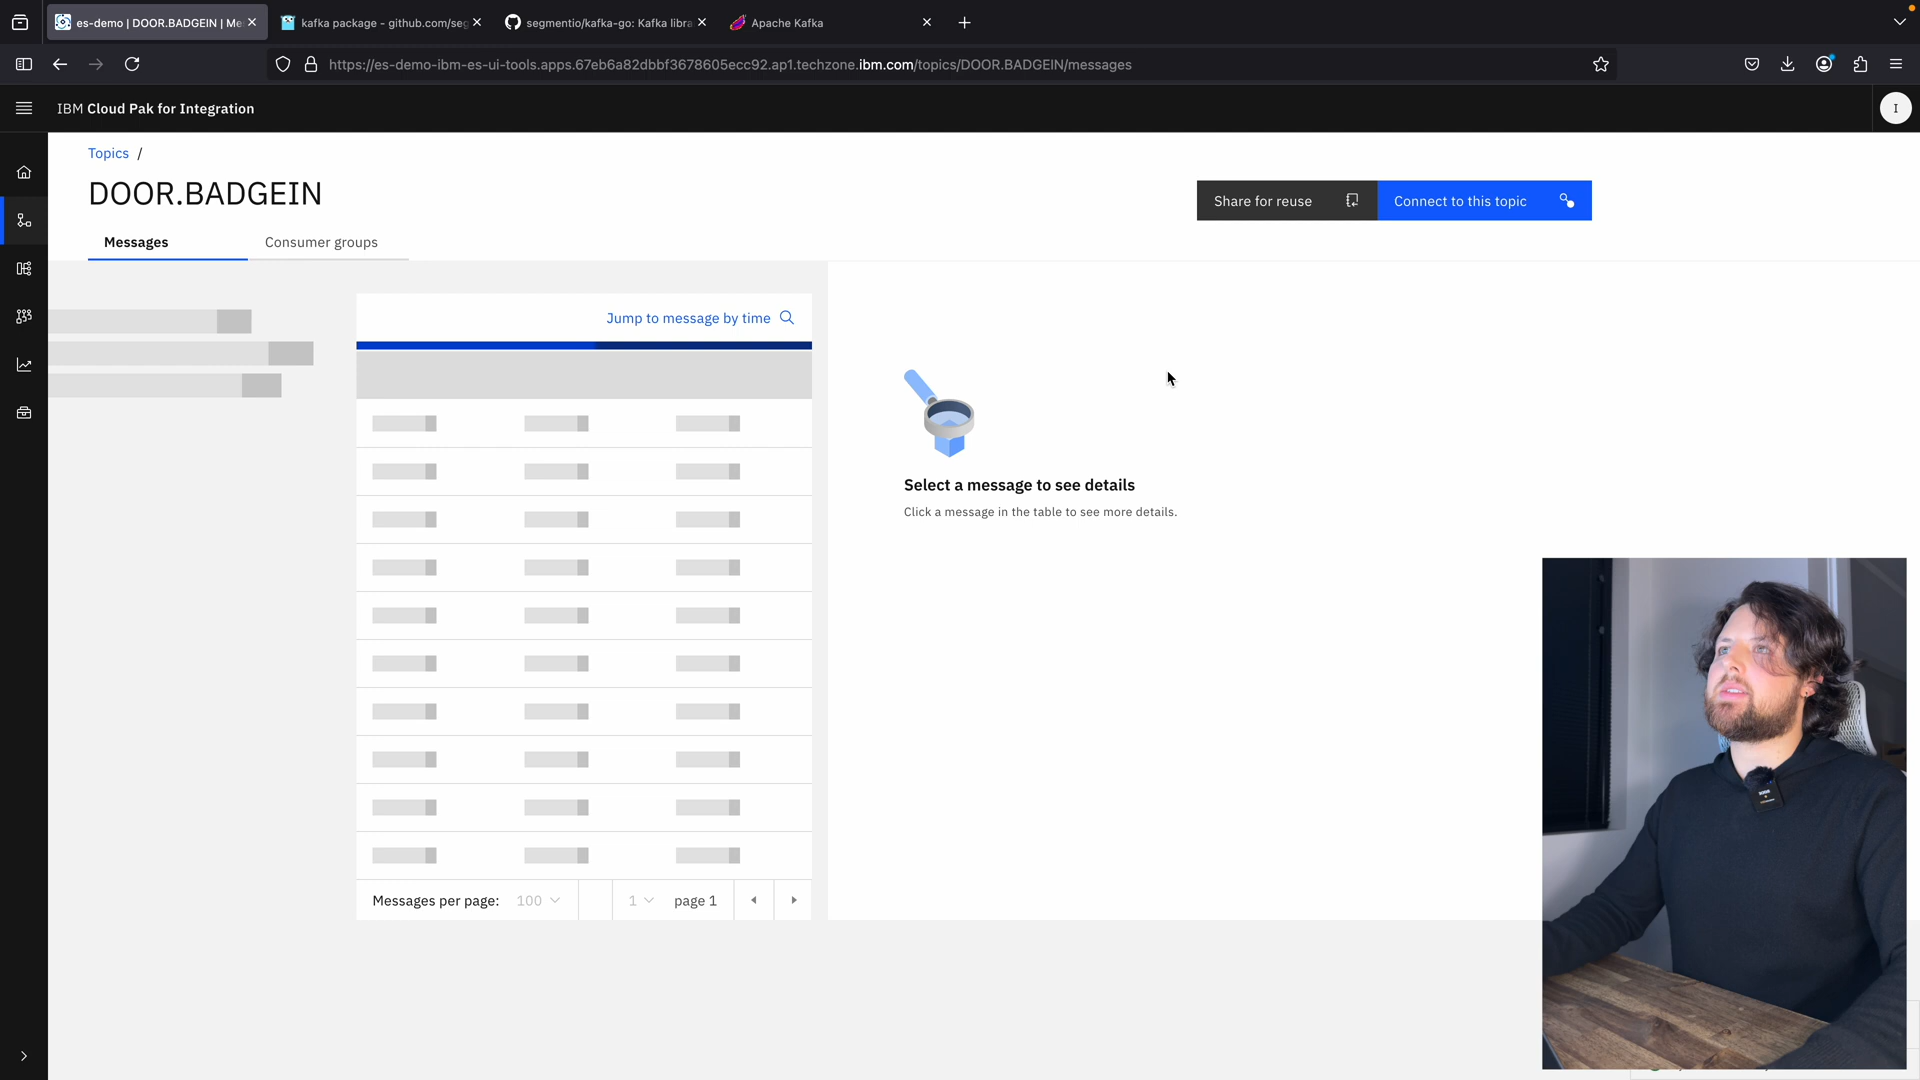 es-demo | DOOR.BADGEIN | Me
kafka package - github.com/seg
segmentio/kafka-go: Kafka libra
Apache Kafka
https://es-demo-ibm-es-ui-tools.apps.67eb6a82dbbf3678605ecc92.ap1.techzone.ibm.com/topics/DOOR.BADGEIN/messages
IBM Cloud Pak for Integration
I
Topics /
DOOR.BADGEIN
Share for reuse
Connect to this topic
Messages
Consumer groups
Jump to message by time
Select a message to see details
Click a message in the table to see more details.
Messages per page: 100
1
page 1